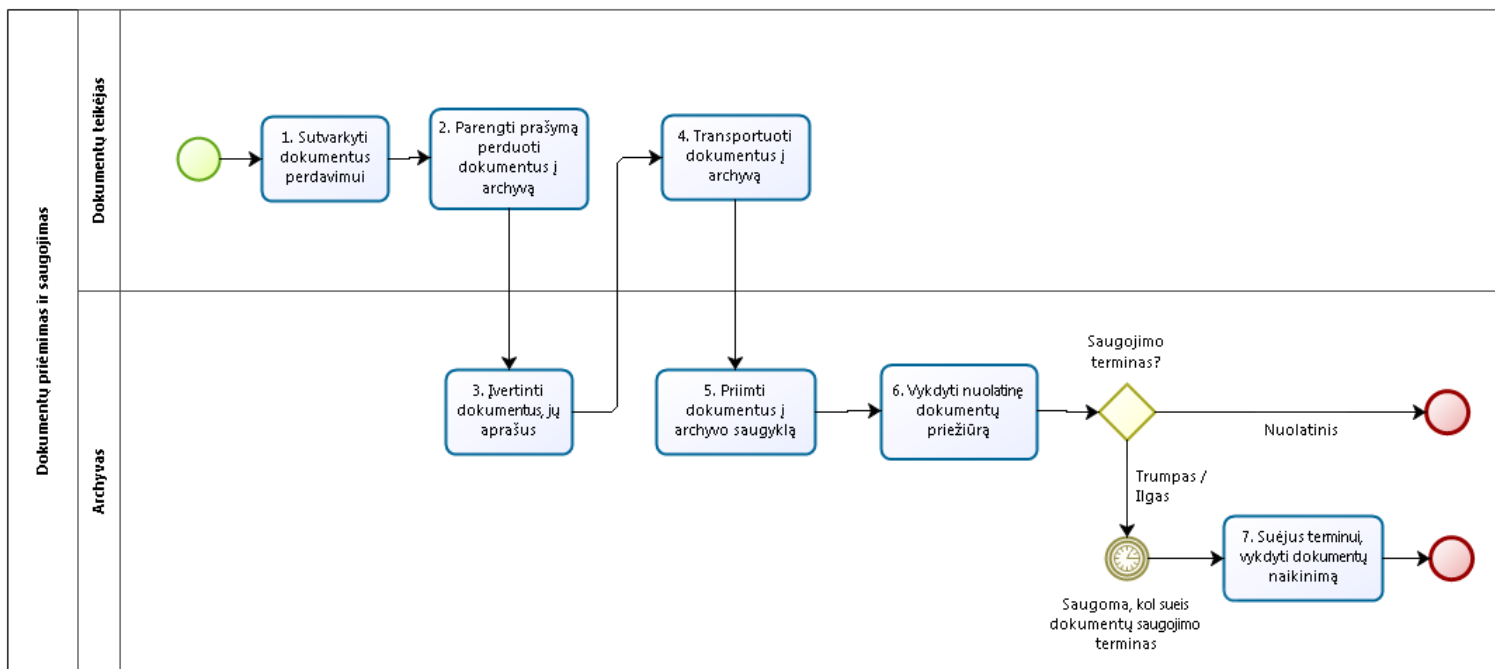 Dokumentų priėmimas ir saugojimas
Dokumentų teikėjas
1. Sutvarkyti
dokumentus
perdavimui
2. Parengti prašymą
perduoti
dokumentus į
archyvą
4. Transportuoti
dokumentus į
archyvą
Archyvas
3. Įvertinti
dokumentus, jų
aprašus
5. Priimti
dokumentus į
archyvo saugyklą
6. Vykdyti nuolatinę
dokumentų
priežiūrą
Saugojimo
terminas?
Nuolatinis
Trumpas /
Ilgas
Saugoma, kol sueis
dokumentų saugojimo
terminas
7. Suėjus terminui,
vykdyti dokumentų
naikinimą